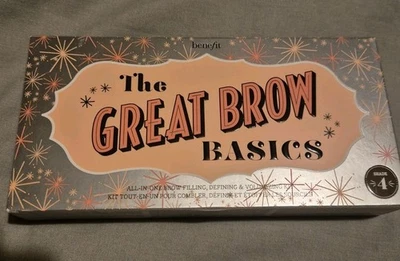 benefit
The
GREAT BROW
BASICS
ALL-IN-ONE BROW FILLING, DEFINING & VOLUMIZING
KIT TOUT-EN-UN POUR COMBLER, DÉFINIR ET
SHADE
4